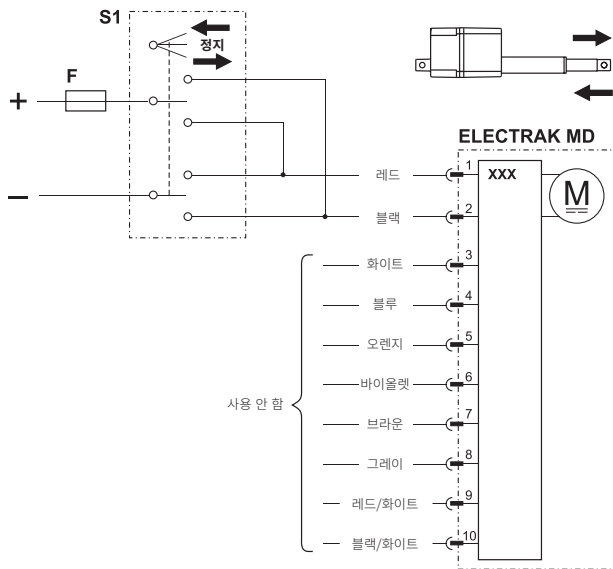 S1
정지
F
+
−
ELECTRAK MD
레드 1 XXX
M
블랙 2
화이트 3
블루 4
오렌지 5
바이올렛 6
사용 안 함
브라운 7
그레이 8
레드/화이트 9
블랙/화이트 10